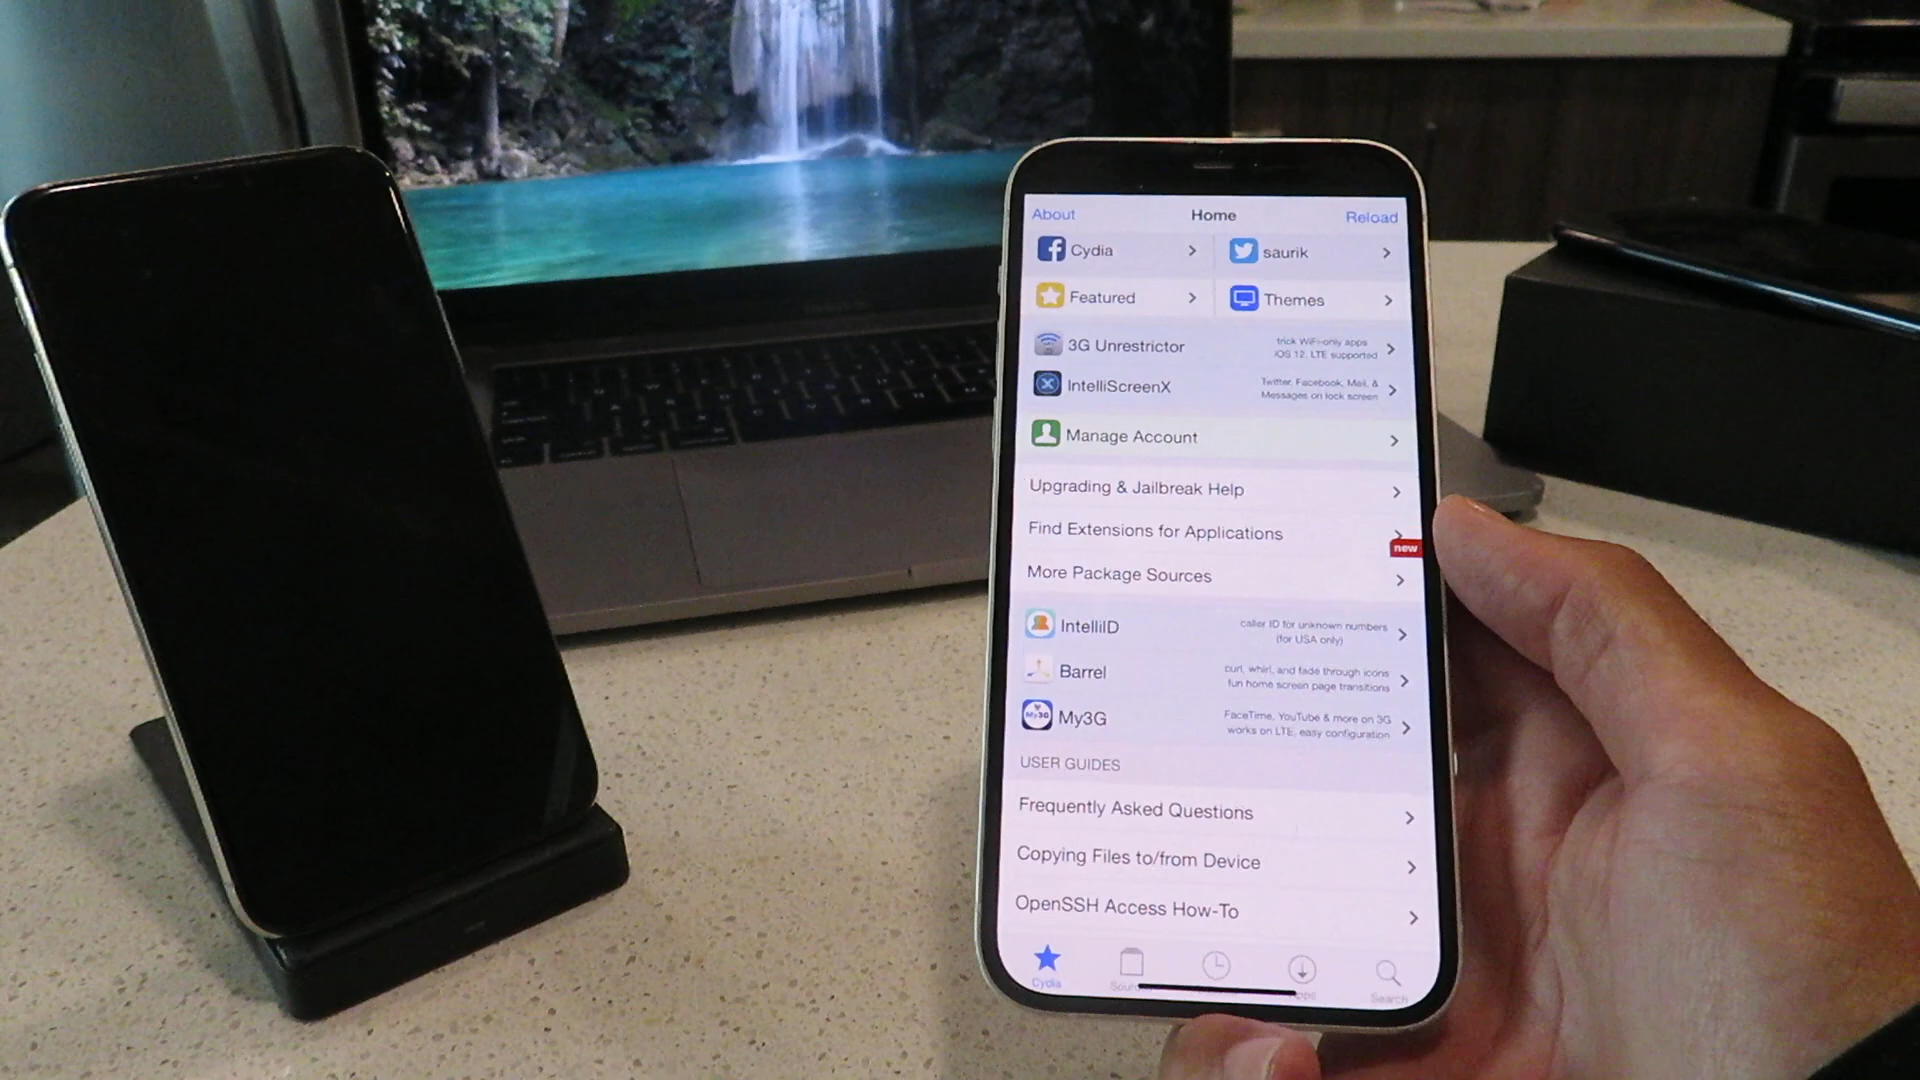 About Home Reload
Cydia saurik
Featured Themes
3G Unrestrictor trick WiFi-only apps
iOS 12, LTE supported
IntelliScreenX Twitter, Facebook, Mail, &
Messages on lock screen
Manage Account
Upgrading & Jailbreak Help
Find Extensions for Applications
new
More Package Sources
IntelliID caller ID for unknown numbers
(for USA only)
Barrel curl, whirl, and fade through icons
fun home screen page transitions
My3G
My3G FaceTime, YouTube & more on 3G
works on LTE, easy configuration
USER GUIDES
Frequently Asked Questions
Copying Files to/from Device
OpenSSH Access How-To
Cydia Search